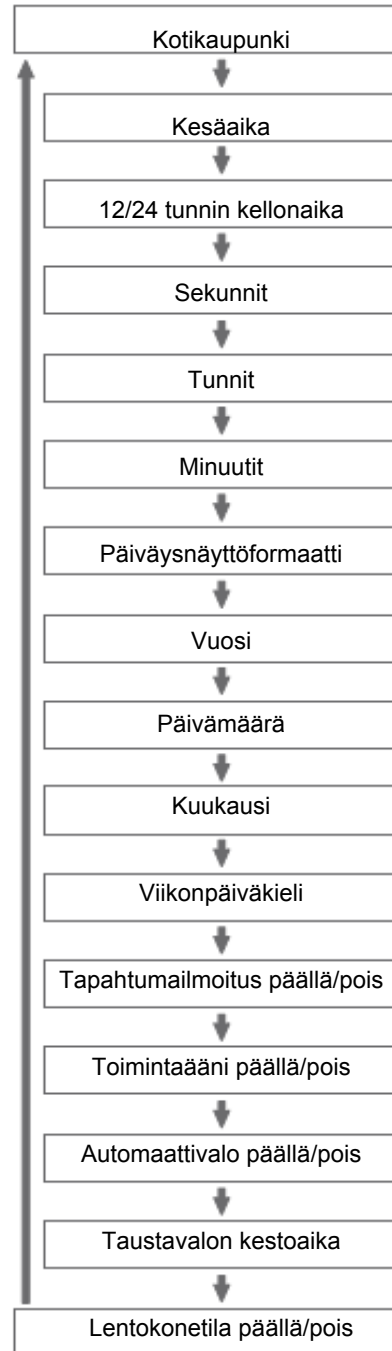 Kotikaupunki
Kesäaika
12/24 tunnin kellonaika
Sekunnit
Tunnit
Minuutit
Päiväysnäyttöformaatti
Vuosi
Päivämäärä
Kuukausi
Viikonpäiväkieli
Tapahtumailmoitus päällä/pois
Toimintaääni päällä/pois
Automaattivalo päällä/pois
Taustavalon kestoaika
Lentokonetila päällä/pois